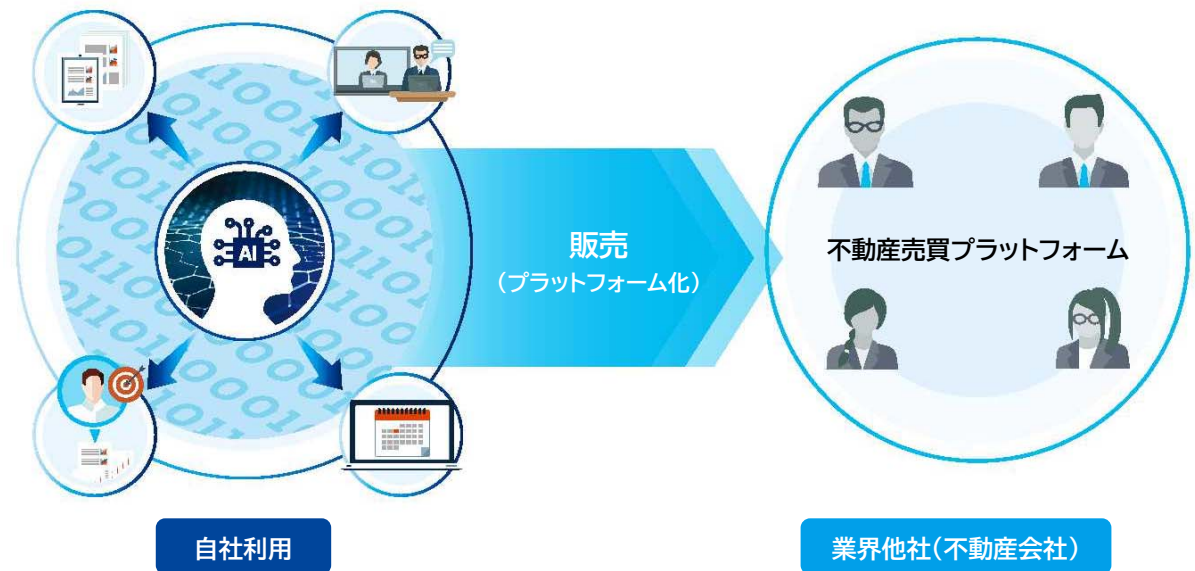 AI
販売
（プラットフォーム化）
不動産売買プラットフォーム
自社利用
業界他社（不動産会社）